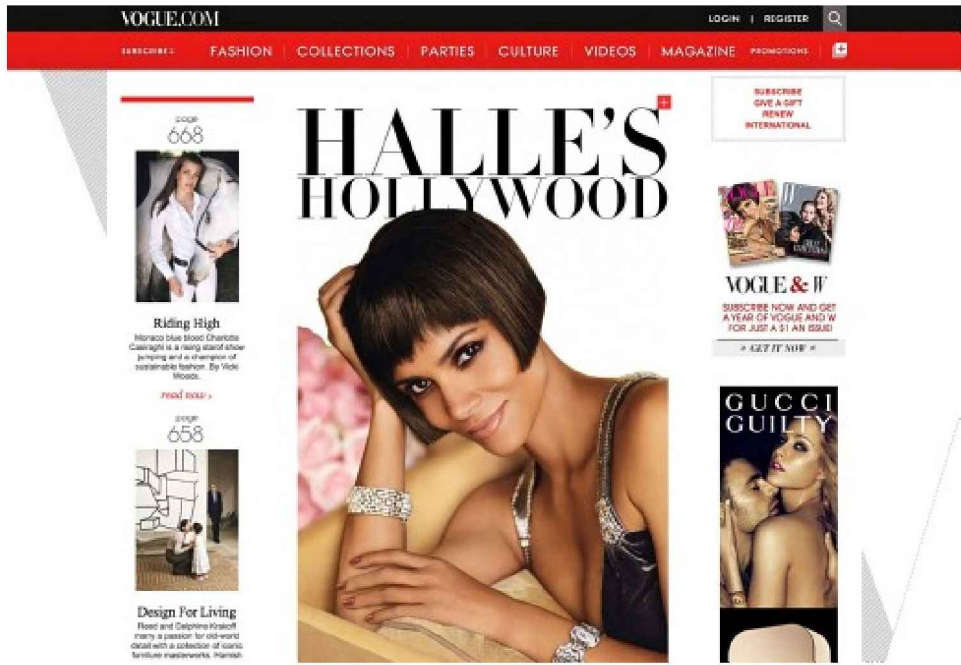 VOGUE.COM
LOGIN | REGISTER
SUBSCRIBE
FASHION | COLLECTIONS | PARTIES | CULTURE | VIDEOS | MAGAZINE PROMOTIONS
page
668
Riding High
Monaco blue blood Charlotte
Casiraghi is a rising star of show
jumping and a champion of
sustainable fashion. By Vicki
Woods.
read now »
page
658
Design For Living
Reed and Delphine Krakoff
marry a passion for old-world
detail with a collection of iconic
furniture masterworks. Hamish
HALLE'S
HOLLYWOOD
SUBSCRIBE
GIVE A GIFT
RENEW
INTERNATIONAL
VOGUE
W
VOGUE & W
SUBSCRIBE NOW AND GET
A YEAR OF VOGUE AND W
FOR JUST A $1 AN ISSUE!
» GET IT NOW «
GUCCI
GUILTY